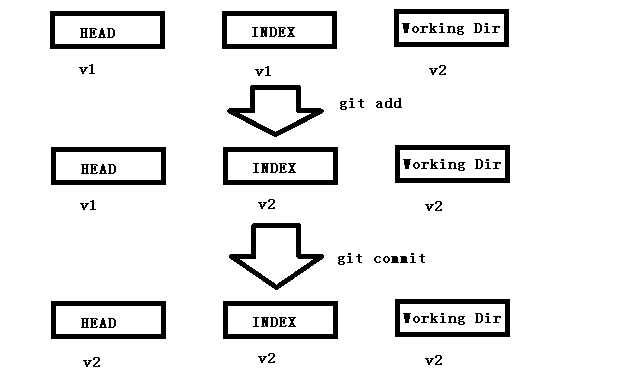 HEAD INDEX Working Dir
v1 v1 v2
git add
HEAD INDEX Working Dir
v1 v2 v2
git commit
HEAD INDEX Working Dir
v2 v2 v2